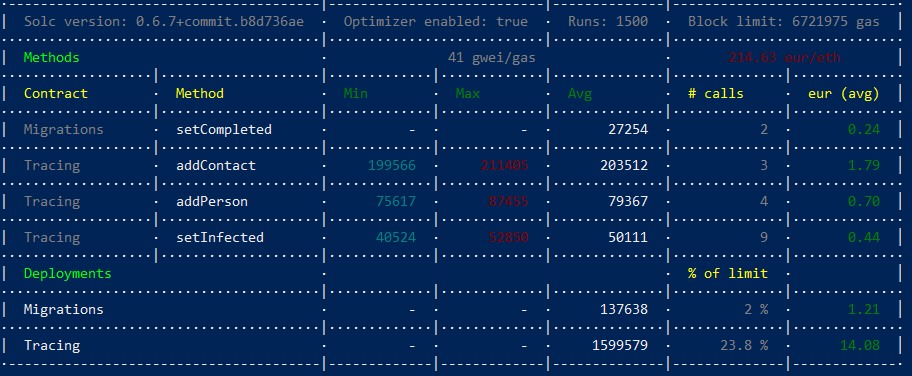 Solc version: 0.6.7+commit.b8d736ae · Optimizer enabled: true · Runs: 1500 · Block limit: 6721975 gas
Methods · 41 gwei/gas · 214.63 eur/eth
Contract · Method · Min · Max · Avg · # calls · eur (avg)
Migrations · setCompleted · - · - · 27254 · 2 · 0.24
Tracing · addContact · 199566 · 211405 · 203512 · 3 · 1.79
Tracing · addPerson · 75617 · 87455 · 79367 · 4 · 0.70
Tracing · setInfected · 40524 · 52850 · 50111 · 9 · 0.44
Deployments · · % of limit ·
Migrations · - · - · 137638 · 2 % · 1.21
Tracing · - · - · 1599579 · 23.8 % · 14.08